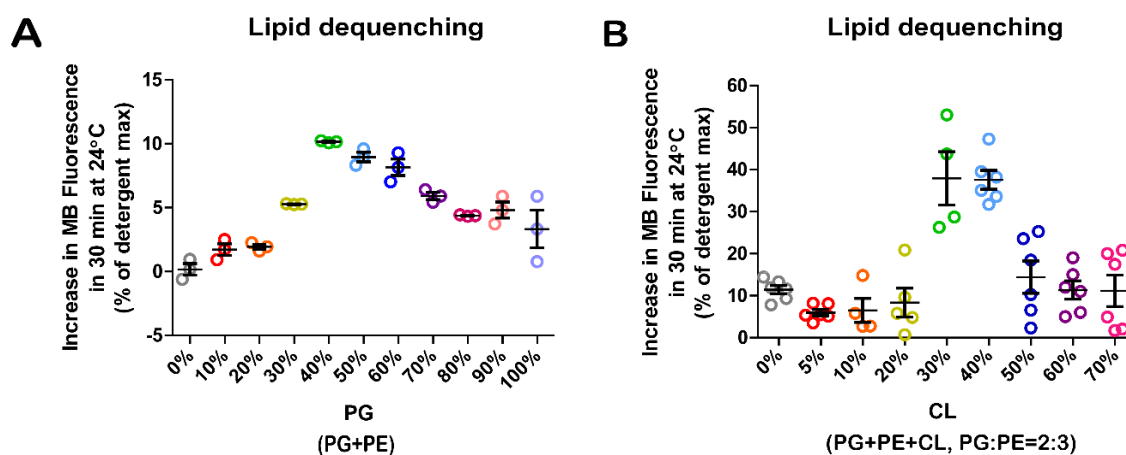 A
Lipid dequenching
Increase in MB Fluorescence
in 30 min at 24°C
(% of detergent max)
15
10
5
0
-5
0%
10%
20%
30%
40%
50%
60%
70%
80%
90%
100%
PG
(PG+PE)
B
Lipid dequenching
Increase in MB Fluorescence
in 30 min at 24°C
(% of detergent max)
60
50
40
30
20
10
0
0%
5%
10%
20%
30%
40%
50%
60%
70%
CL
(PG+PE+CL, PG:PE=2:3)